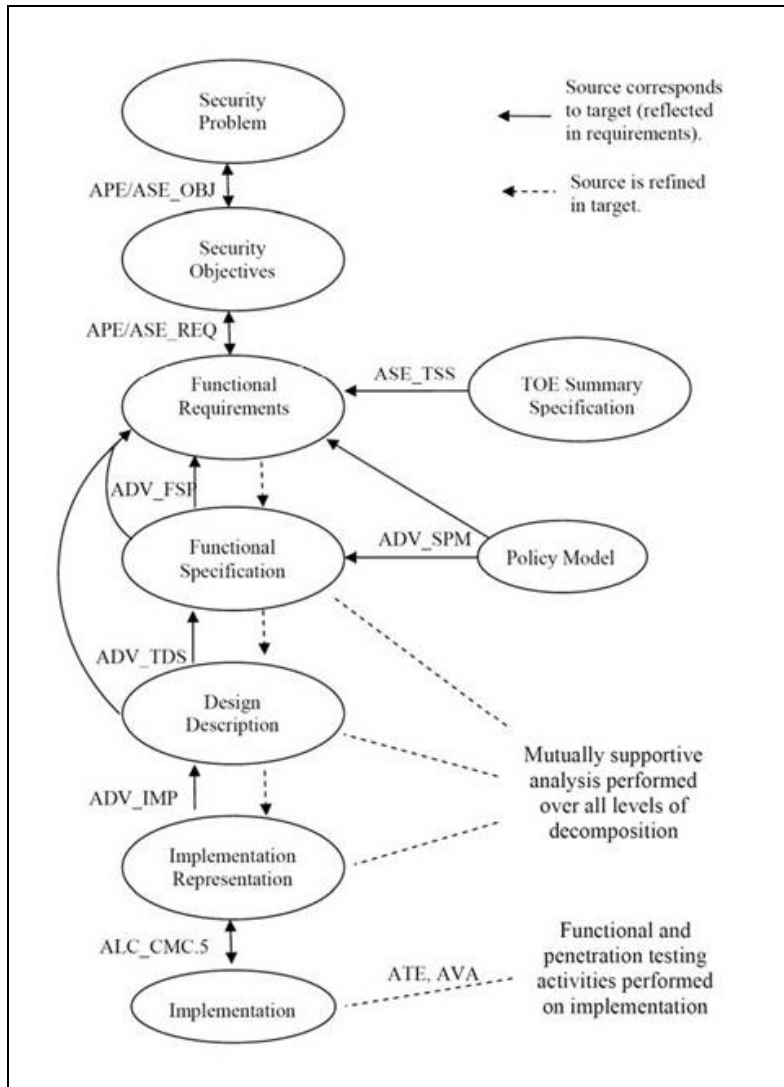 Security
Problem
Source corresponds
to target (reflected
in requirements).
APE/ASE_OBJ
Source is refined
in target.
Security
Objectives
APE/ASE_REQ
Functional
Requirements
ASE_TSS
TOE Summary
Specification
ADV_FSP
Functional
Specification
ADV_SPM
Policy Model
ADV_TDS
Design
Description
Mutually supportive
analysis performed
over all levels of
decomposition
ADV_IMP
Implementation
Representation
ALC_CMC.5
Functional and
penetration testing
activities performed
on implementation
ATE, AVA
Implementation